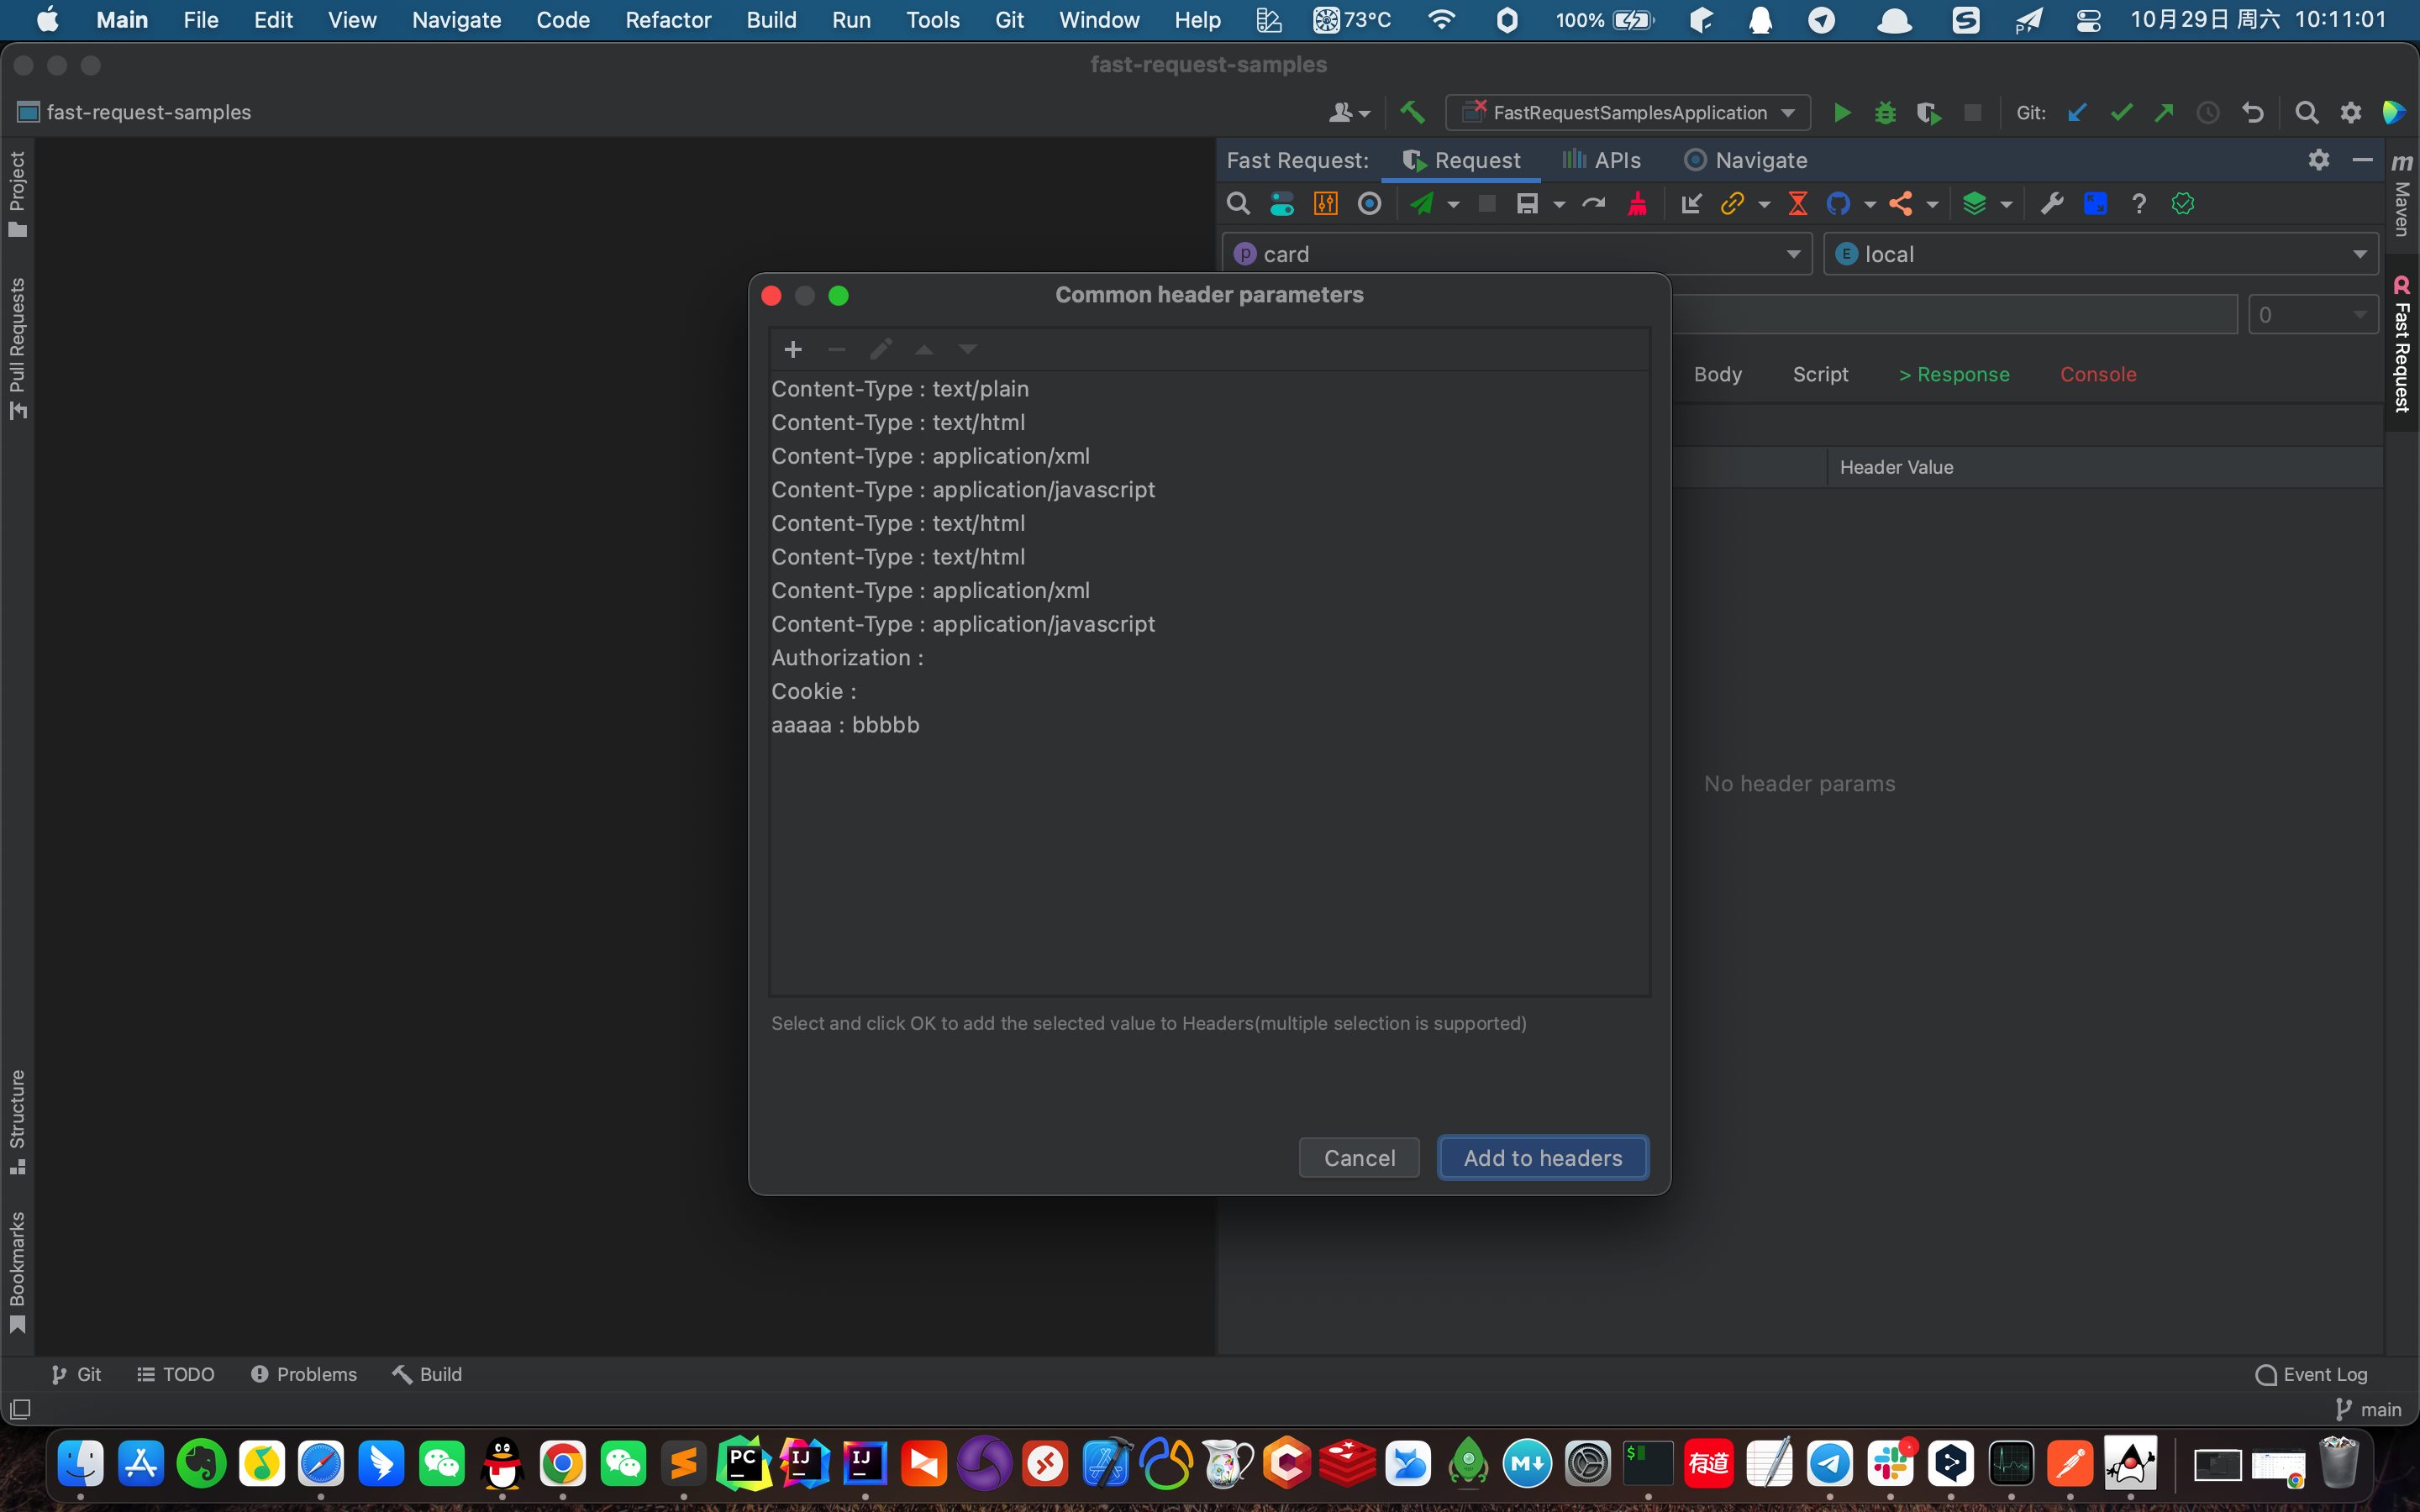 Main File Edit View Navigate Code Refactor Build Run Tools Git Window Help 73°C 100% 10月29日 周六 10:11:01
fast-request-samples
fast-request-samples
FastRequestSamplesApplication
Git:
Project
Pull Requests
Structure
Bookmarks
Fast Request: Request APIs Navigate
card
local
0
Body Script > Response Console
Header Value
No header params
m Maven
Fast Request
Common header parameters
Content-Type : text/plain
Content-Type : text/html
Content-Type : application/xml
Content-Type : application/javascript
Content-Type : text/html
Content-Type : text/html
Content-Type : application/xml
Content-Type : application/javascript
Authorization :
Cookie :
aaaaa : bbbbb
Select and click OK to add the selected value to Headers(multiple selection is supported)
Cancel
Add to headers
Git TODO Problems Build
Event Log
main
PC IJ IJ M 有道